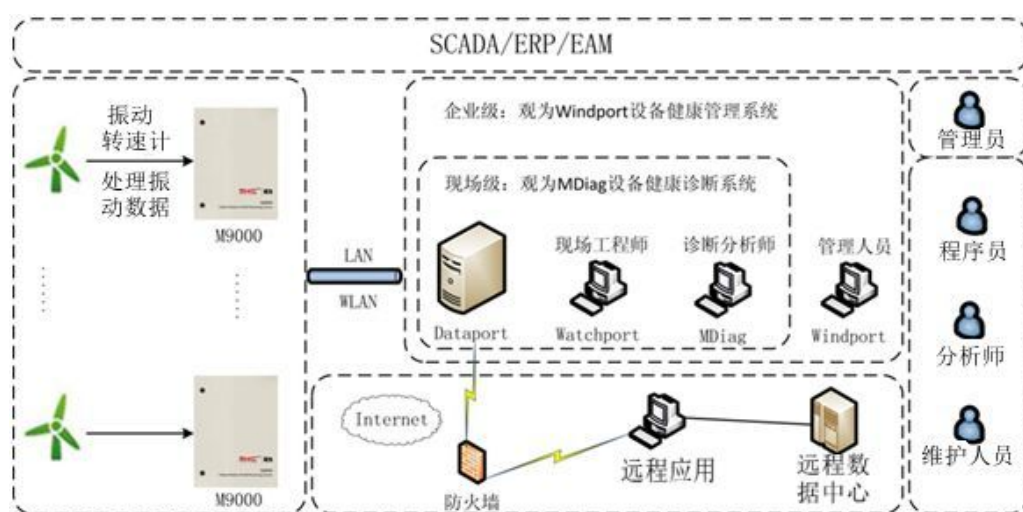 SCADA/ERP/EAM
振动
转速计
处理振
动数据
M9000
M9000
LAN
WLAN
企业级：观为Windport设备健康管理系统
现场级：观为MDiag设备健康诊断系统
现场工程师
诊断分析师
管理人员
Dataport
Watchport
MDiag
Windport
Internet
防火墙
远程应用
远程数
据中心
管理员
程序员
分析师
维护人员